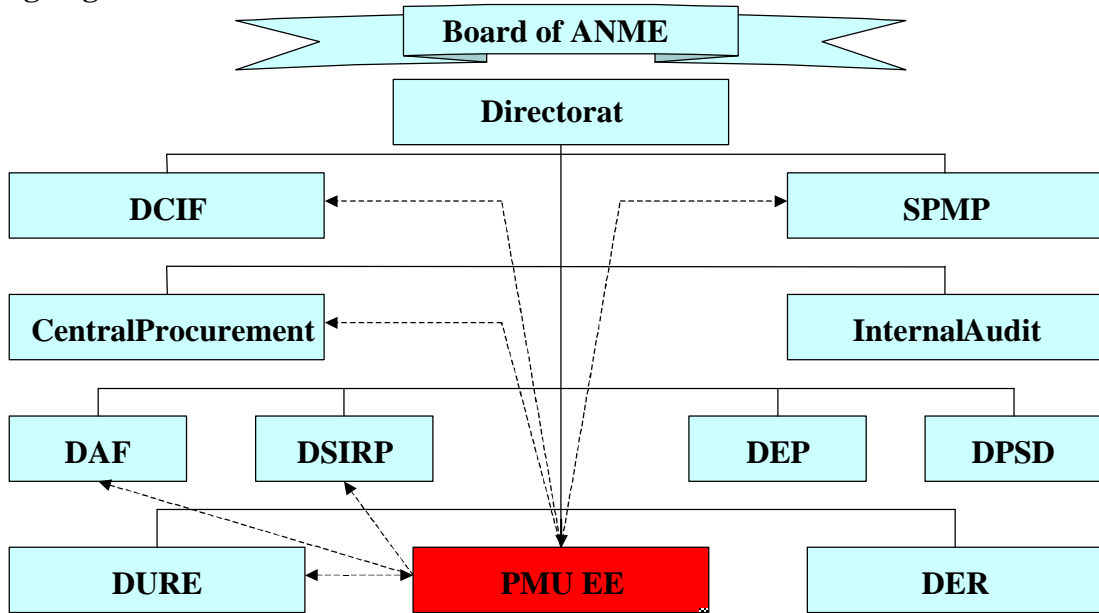 Board of ANME
Directorat
DCIF
SPMP
CentralProcurement
InternalAudit
DAF
DSIRP
DEP
DPSD
DURE
PMU EE
DER